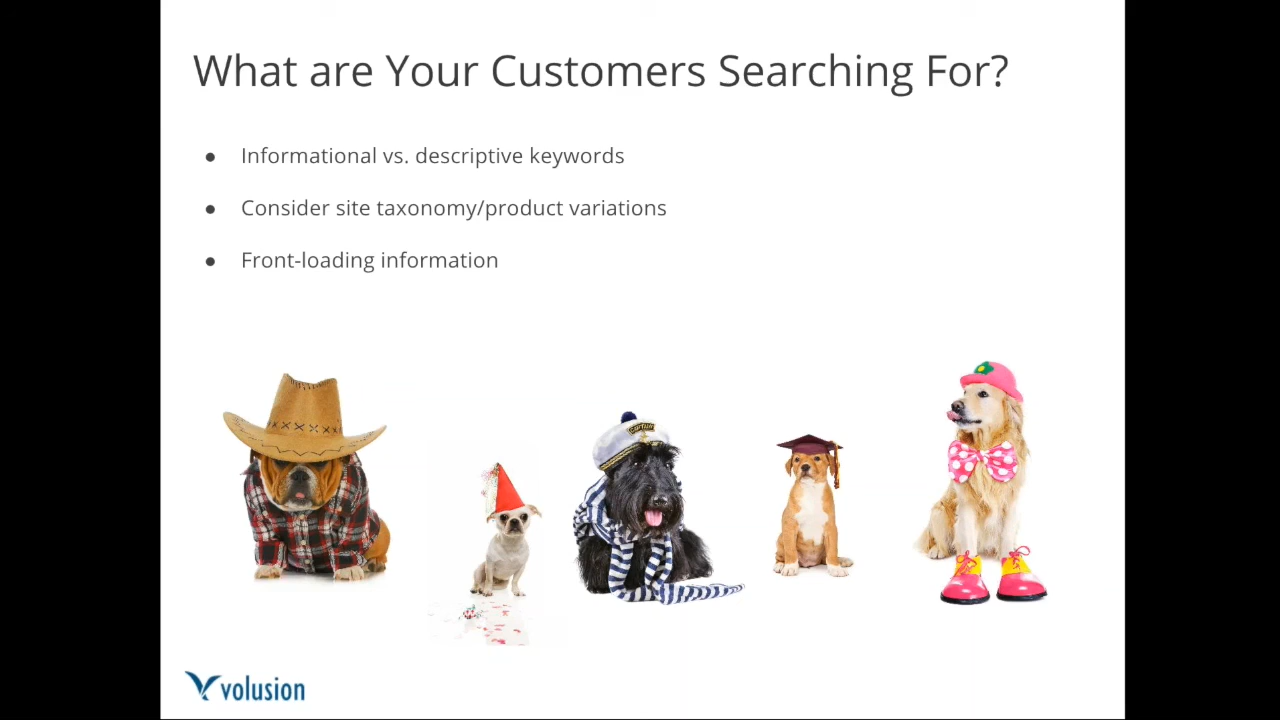 What are Your Customers Searching For?
● Informational vs. descriptive keywords
● Consider site taxonomy/product variations
● Front-loading information
CAPTAIN
volusion